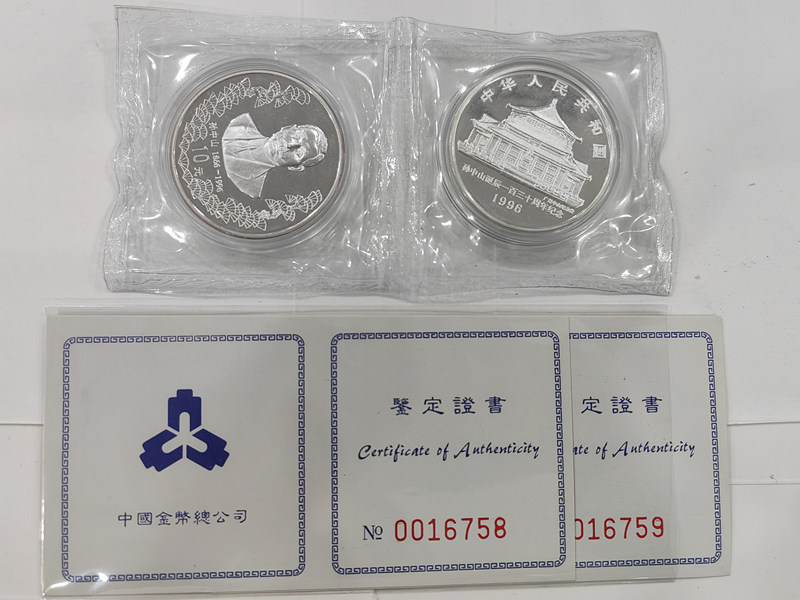 孙中山 1866-1996
10元
中华人民共和國
孙中山诞辰一百三十周年纪念
1996
中國金幣總公司
鑒定證書
Certificate of Authenticity
№ 0016758
定證書
te of Authenticity
016759